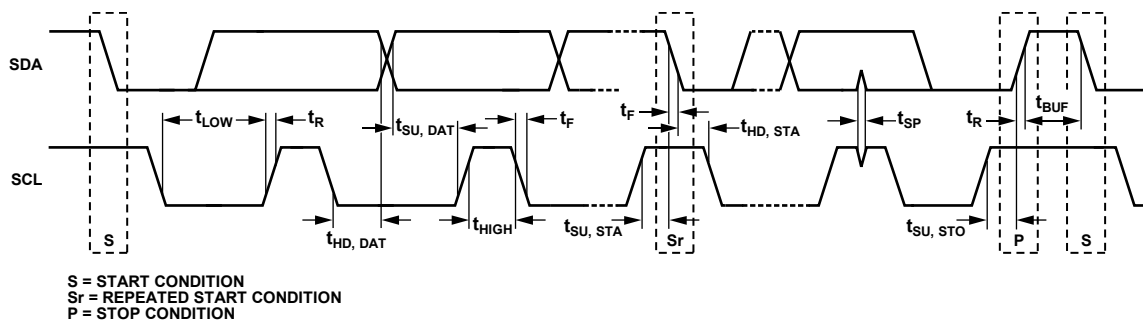 SDA
tLOW
tR
tSU, DAT
tF
tF
tHD, STA
tSP
tR
tBUF
SCL
tHD, DAT
tHIGH
tSU, STA
tSU, STO
S
Sr
P
S
S = START CONDITION
Sr = REPEATED START CONDITION
P = STOP CONDITION